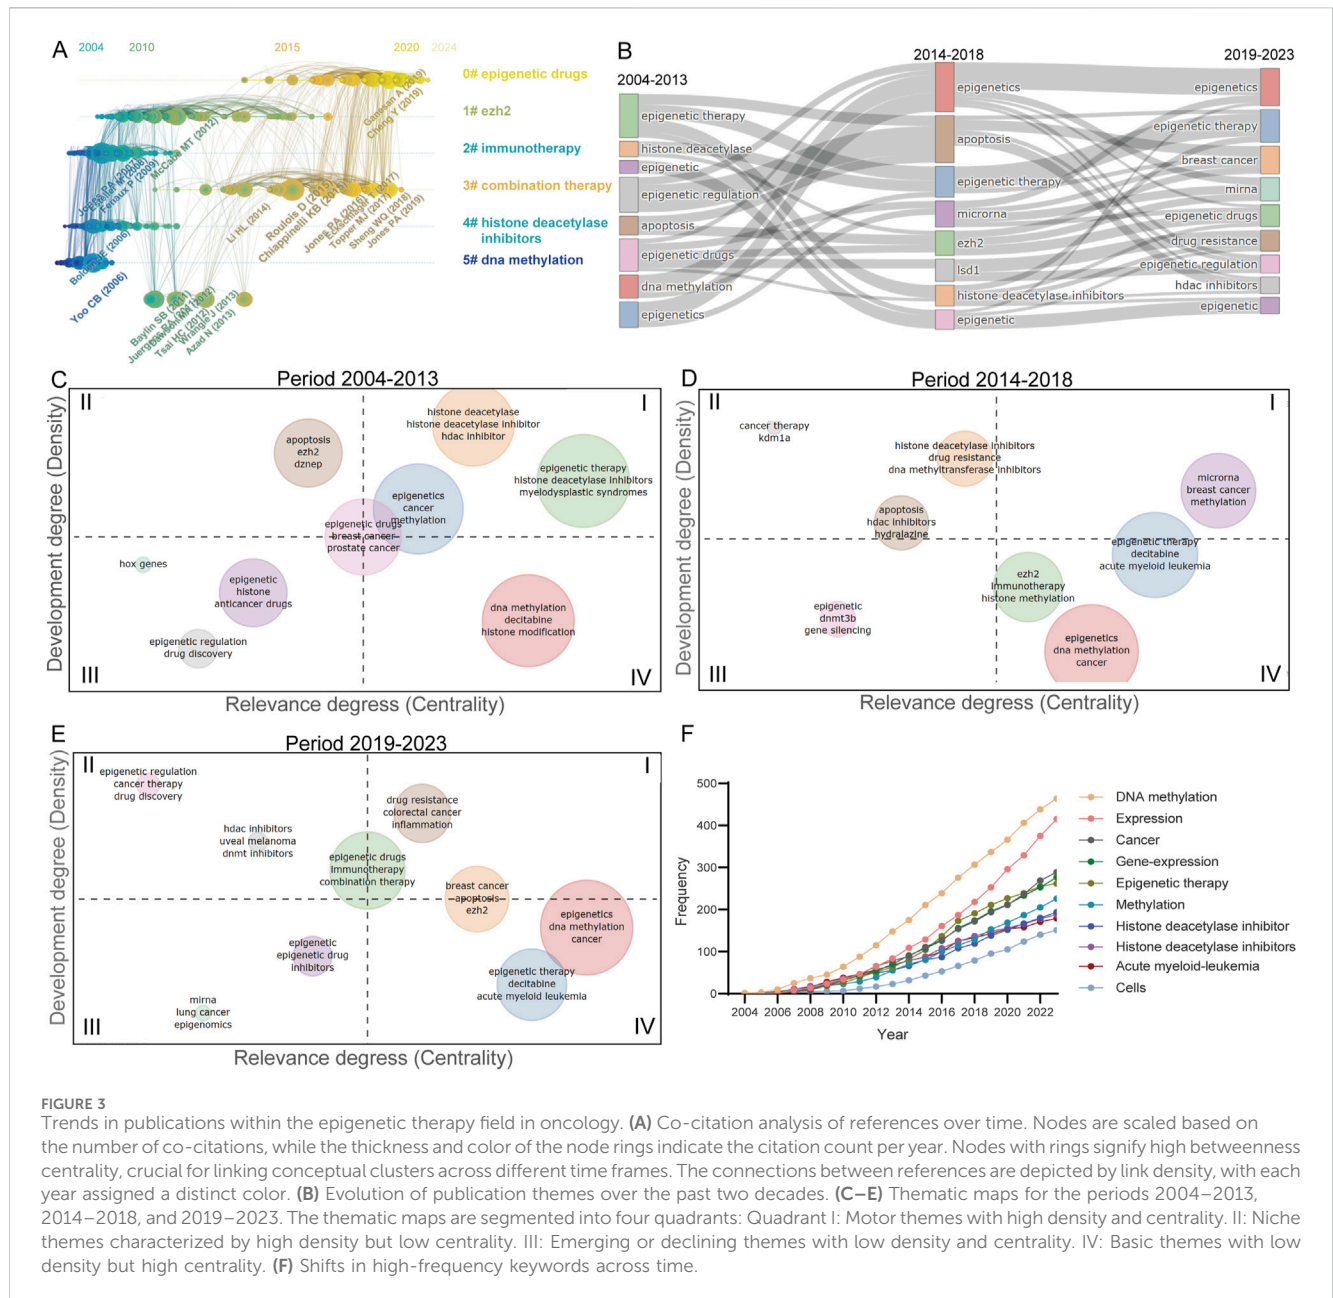 A
2004
2010
2015
2020
2024
0# epigenetic drugs
1# ezh2
2# immunotherapy
3# combination therapy
4# histone deacetylase
inhibitors
5# dna methylation
Ganesan A (2019)
Cheng Y (2019)
McCabe MT (2012)
Fenaux P (2009)
Yoo CB (2006)
Li HL (2014)
Roulois D (2015)
Chiappinelli KB (2015)
Jones PA (2016)
Topper MJ (2017)
Sheng WQ (2018)
Jones PA (2019)
Baylin SB (2011)
Tsai HC (2012)
Wrangle J (2013)
Azad N (2013)
B
2004-2013
2014-2018
2019-2023
epigenetic therapy
histone deacetylase
epigenetic
epigenetic regulation
apoptosis
epigenetic drugs
dna methylation
epigenetics
epigenetics
apoptosis
epigenetic therapy
microrna
ezh2
lsd1
histone deacetylase inhibitors
epigenetic
epigenetics
epigenetic therapy
breast cancer
mirna
epigenetic drugs
drug resistance
epigenetic regulation
hdac inhibitors
epigenetic
C
Period 2004-2013
II
I
III
IV
Development degree (Density)
Relevance degress (Centrality)
histone deacetylase
histone deacetylase inhibitor
hdac inhibitor
apoptosis
ezh2
dznep
epigenetic therapy
histone deacetylase inhibitors
myelodysplastic syndromes
epigenetics
cancer
methylation
epigenetic drugs
breast cancer
prostate cancer
hox genes
epigenetic
histone
anticancer drugs
epigenetic regulation
drug discovery
dna methylation
decitabine
histone modification
D
Period 2014-2018
II
I
III
IV
Development degree (Density)
Relevance degress (Centrality)
cancer therapy
kdm1a
histone deacetylase inhibitors
drug resistance
dna methyltransferase inhibitors
microrna
breast cancer
methylation
apoptosis
hdac inhibitors
hydralazine
epigenetic therapy
decitabine
acute myeloid leukemia
ezh2
immunotherapy
histone methylation
epigenetic
dnmt3b
gene silencing
epigenetics
dna methylation
cancer
E
Period 2019-2023
II
I
III
IV
Development degree (Density)
Relevance degress (Centrality)
epigenetic regulation
cancer therapy
drug discovery
hdac inhibitors
uveal melanoma
dnmt inhibitors
drug resistance
colorectal cancer
inflammation
epigenetic drugs
immunotherapy
combination therapy
breast cancer
apoptosis
ezh2
epigenetics
dna methylation
cancer
epigenetic
epigenetic drug
inhibitors
epigenetic therapy
decitabine
acute myeloid leukemia
mirna
lung cancer
epigenomics
F
Frequency
500
400
300
200
100
0
2004 2006 2008 2010 2012 2014 2016 2018 2020 2022
Year
DNA methylation
Expression
Cancer
Gene-expression
Epigenetic therapy
Methylation
Histone deacetylase inhibitor
Histone deacetylase inhibitors
Acute myeloid-leukemia
Cells
FIGURE 3
Trends in publications within the epigenetic therapy field in oncology. (A) Co-citation analysis of references over time. Nodes are scaled based on
the number of co-citations, while the thickness and color of the node rings indicate the citation count per year. Nodes with rings signify high betweenness
centrality, crucial for linking conceptual clusters across different time frames. The connections between references are depicted by link density, with each
year assigned a distinct color. (B) Evolution of publication themes over the past two decades. (C–E) Thematic maps for the periods 2004–2013,
2014–2018, and 2019–2023. The thematic maps are segmented into four quadrants: Quadrant I: Motor themes with high density and centrality. II: Niche
themes characterized by high density but low centrality. III: Emerging or declining themes with low density and centrality. IV: Basic themes with low
density but high centrality. (F) Shifts in high-frequency keywords across time.